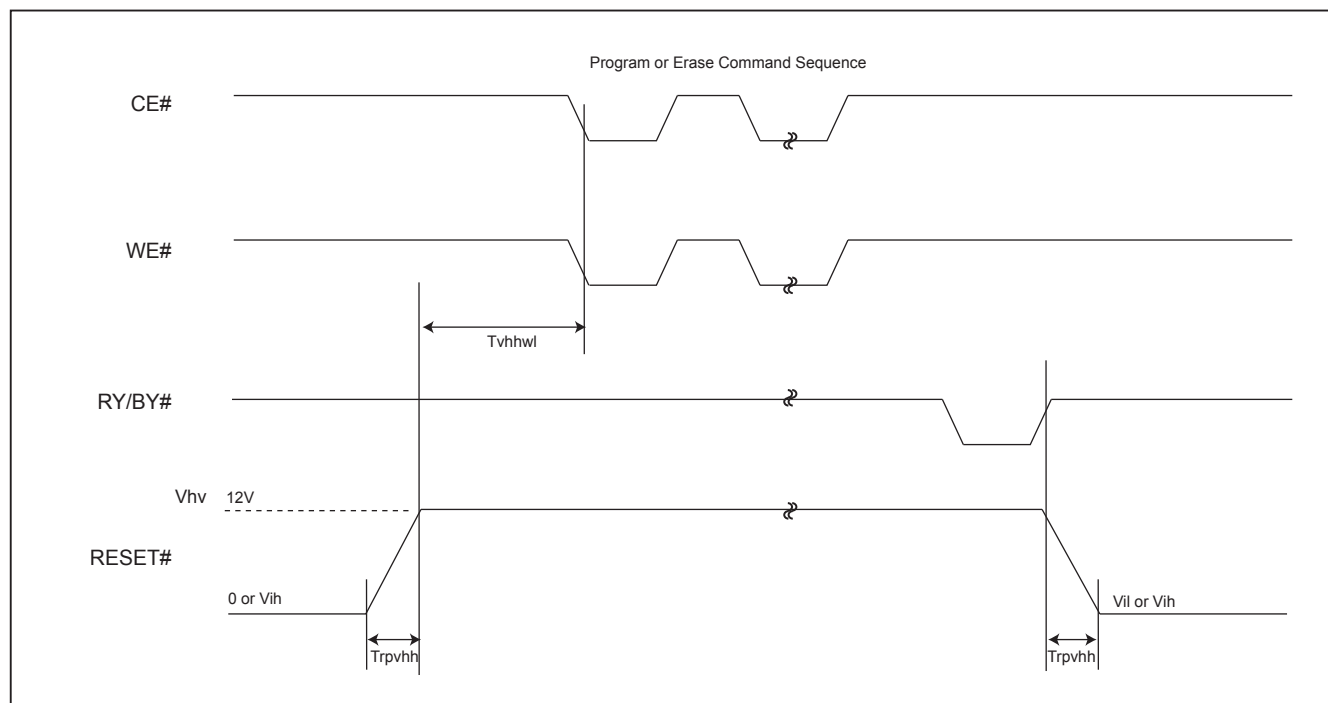 Program or Erase Command Sequence
CE#
WE#
Tvhhwl
RY/BY#
Vhv 12V
RESET#
0 or Vih
Vil or Vih
Trpvhh
Trpvhh